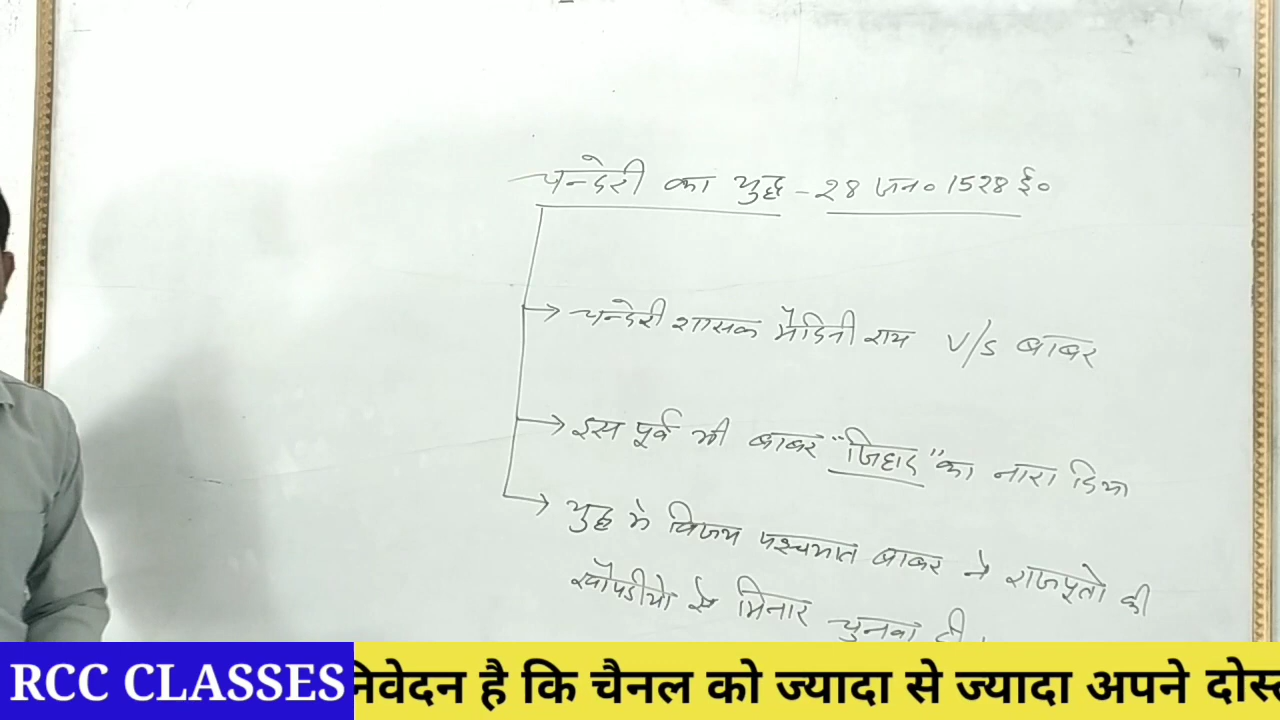 चन्देरी का युद्ध - 28 जन० 1528 ई०
→ चन्देरी शासक मैदिनी राय V/S बाबर
→ इस पूर्व भी बाबर "जिहाद" का नारा दिया
→ युद्ध मे विजय पश्चयात बाबर ने राजपूतो की
खौपडीयो से मिनार चुनवा दी।
RCC CLASSES
निवेदन है कि चैनल को ज्यादा से ज्यादा अपने दोस्